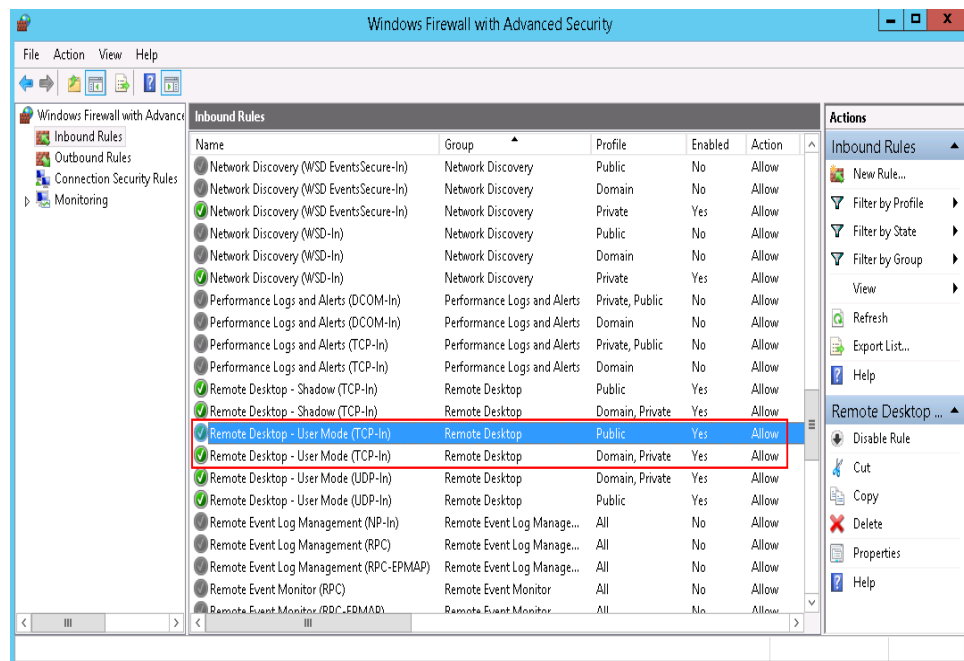 Windows Firewall with Advanced Security
File Action View Help
Windows Firewall with Advance
Inbound Rules
Outbound Rules
Connection Security Rules
Monitoring
Inbound Rules
Name Group Profile Enabled Action
Network Discovery (WSD EventsSecure-In) Network Discovery Public No Allow
Network Discovery (WSD EventsSecure-In) Network Discovery Domain No Allow
Network Discovery (WSD EventsSecure-In) Network Discovery Private Yes Allow
Network Discovery (WSD-In) Network Discovery Public No Allow
Network Discovery (WSD-In) Network Discovery Domain No Allow
Network Discovery (WSD-In) Network Discovery Private Yes Allow
Performance Logs and Alerts (DCOM-In) Performance Logs and Alerts Private, Public No Allow
Performance Logs and Alerts (DCOM-In) Performance Logs and Alerts Domain No Allow
Performance Logs and Alerts (TCP-In) Performance Logs and Alerts Private, Public No Allow
Performance Logs and Alerts (TCP-In) Performance Logs and Alerts Domain No Allow
Remote Desktop - Shadow (TCP-In) Remote Desktop Public Yes Allow
Remote Desktop - Shadow (TCP-In) Remote Desktop Domain, Private Yes Allow
Remote Desktop - User Mode (TCP-In) Remote Desktop Public Yes Allow
Remote Desktop - User Mode (TCP-In) Remote Desktop Domain, Private Yes Allow
Remote Desktop - User Mode (UDP-In) Remote Desktop Domain, Private Yes Allow
Remote Desktop - User Mode (UDP-In) Remote Desktop Public Yes Allow
Remote Event Log Management (NP-In) Remote Event Log Manage... All No Allow
Remote Event Log Management (RPC) Remote Event Log Manage... All No Allow
Remote Event Log Management (RPC-EPMAP) Remote Event Log Manage... All No Allow
Remote Event Monitor (RPC) Remote Event Monitor All No Allow
Remote Event Monitor (RPC-EPMAP) Remote Event Monitor All No Allow
Actions
Inbound Rules
New Rule...
Filter by Profile
Filter by State
Filter by Group
View
Refresh
Export List...
Help
Remote Desktop ...
Disable Rule
Cut
Copy
Delete
Properties
Help